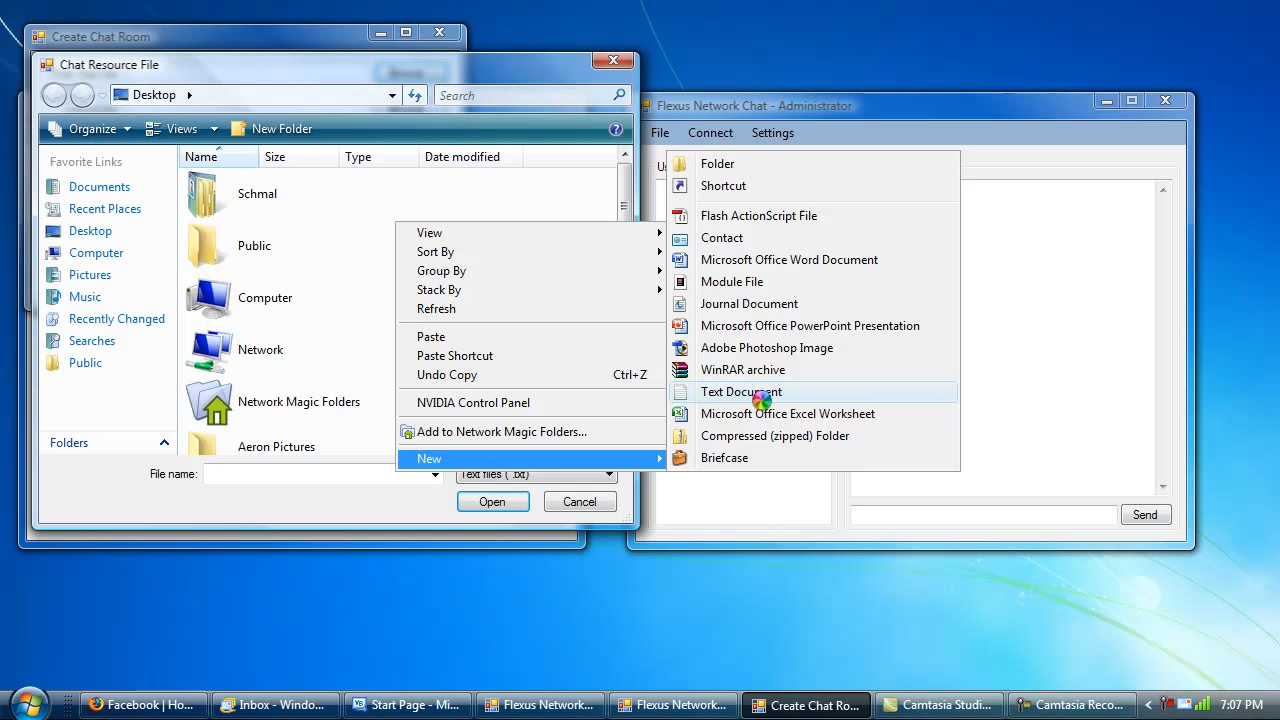 Create Chat Room
Chat Resource File
Desktop
Search
Organize
Views
New Folder
Favorite Links
Documents
Recent Places
Desktop
Computer
Pictures
Music
Recently Changed
Searches
Public
Folders
Name
Size
Type
Date modified
Schmal
Public
Computer
Network
Network Magic Folders
Aeron Pictures
File name:
Text files ( .txt)
Open
Cancel
View
Sort By
Group By
Stack By
Refresh
Paste
Paste Shortcut
Undo Copy Ctrl+Z
NVIDIA Control Panel
Add to Network Magic Folders...
New
Folder
Shortcut
Flash ActionScript File
Contact
Microsoft Office Word Document
Module File
Journal Document
Microsoft Office PowerPoint Presentation
Adobe Photoshop Image
WinRAR archive
Text Document
Microsoft Office Excel Worksheet
Compressed (zipped) Folder
Briefcase
Flexus Network Chat - Administrator
File Connect Settings
Send
Facebook | Ho...
Inbox - Windo...
Start Page - Mi...
Flexus Network...
Flexus Network...
Create Chat Ro...
Camtasia Studi...
Camtasia Reco...
7:07 PM